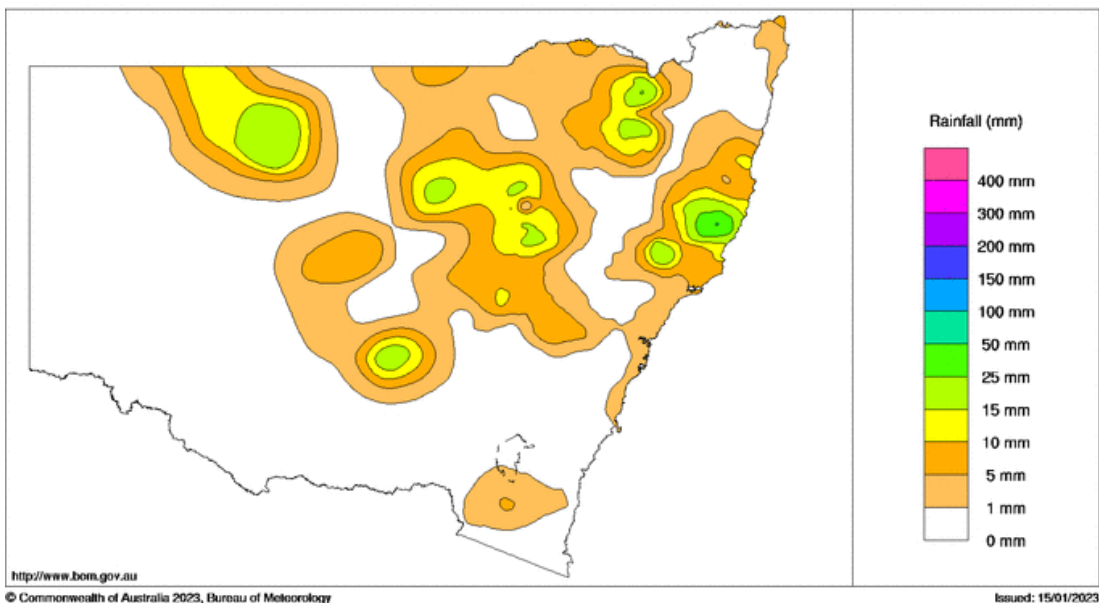 Rainfall (mm)
400 mm
300 mm
200 mm
150 mm
100 mm
50 mm
25 mm
15 mm
10 mm
5 mm
1 mm
0 mm
http://www.bom.gov.au
© Commonwealth of Australia 2023, Bureau of Meteorology
Issued: 15/01/2023